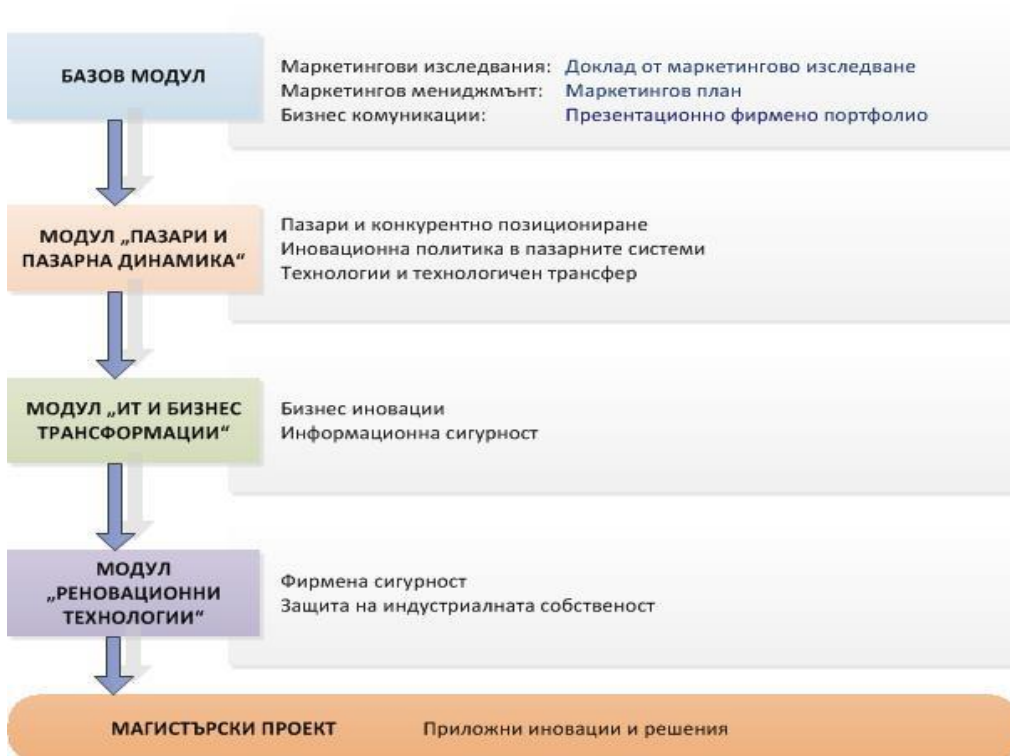 БАЗОВ МОДУЛ
Маркетингови изследвания: Доклад от маркетингово изследване
Маркетингов мениджмънт: Маркетингов план
Бизнес комуникации: Презентационно фирмено портфолио
МОДУЛ „ПАЗАРИ И
ПАЗАРНА ДИНАМИКА“
Пазари и конкурентно позициониране
Иновационна политика в пазарните системи
Технологии и технологичен трансфер
МОДУЛ „ИТ И БИЗНЕС
ТРАНСФОРМАЦИИ“
Бизнес иновации
Информационна сигурност
МОДУЛ
„РЕНОВАЦИОННИ
ТЕХНОЛОГИИ“
Фирмена сигурност
Защита на индустриалната собственост
МАГИСТЪРСКИ ПРОЕКТ Приложни иновации и решения